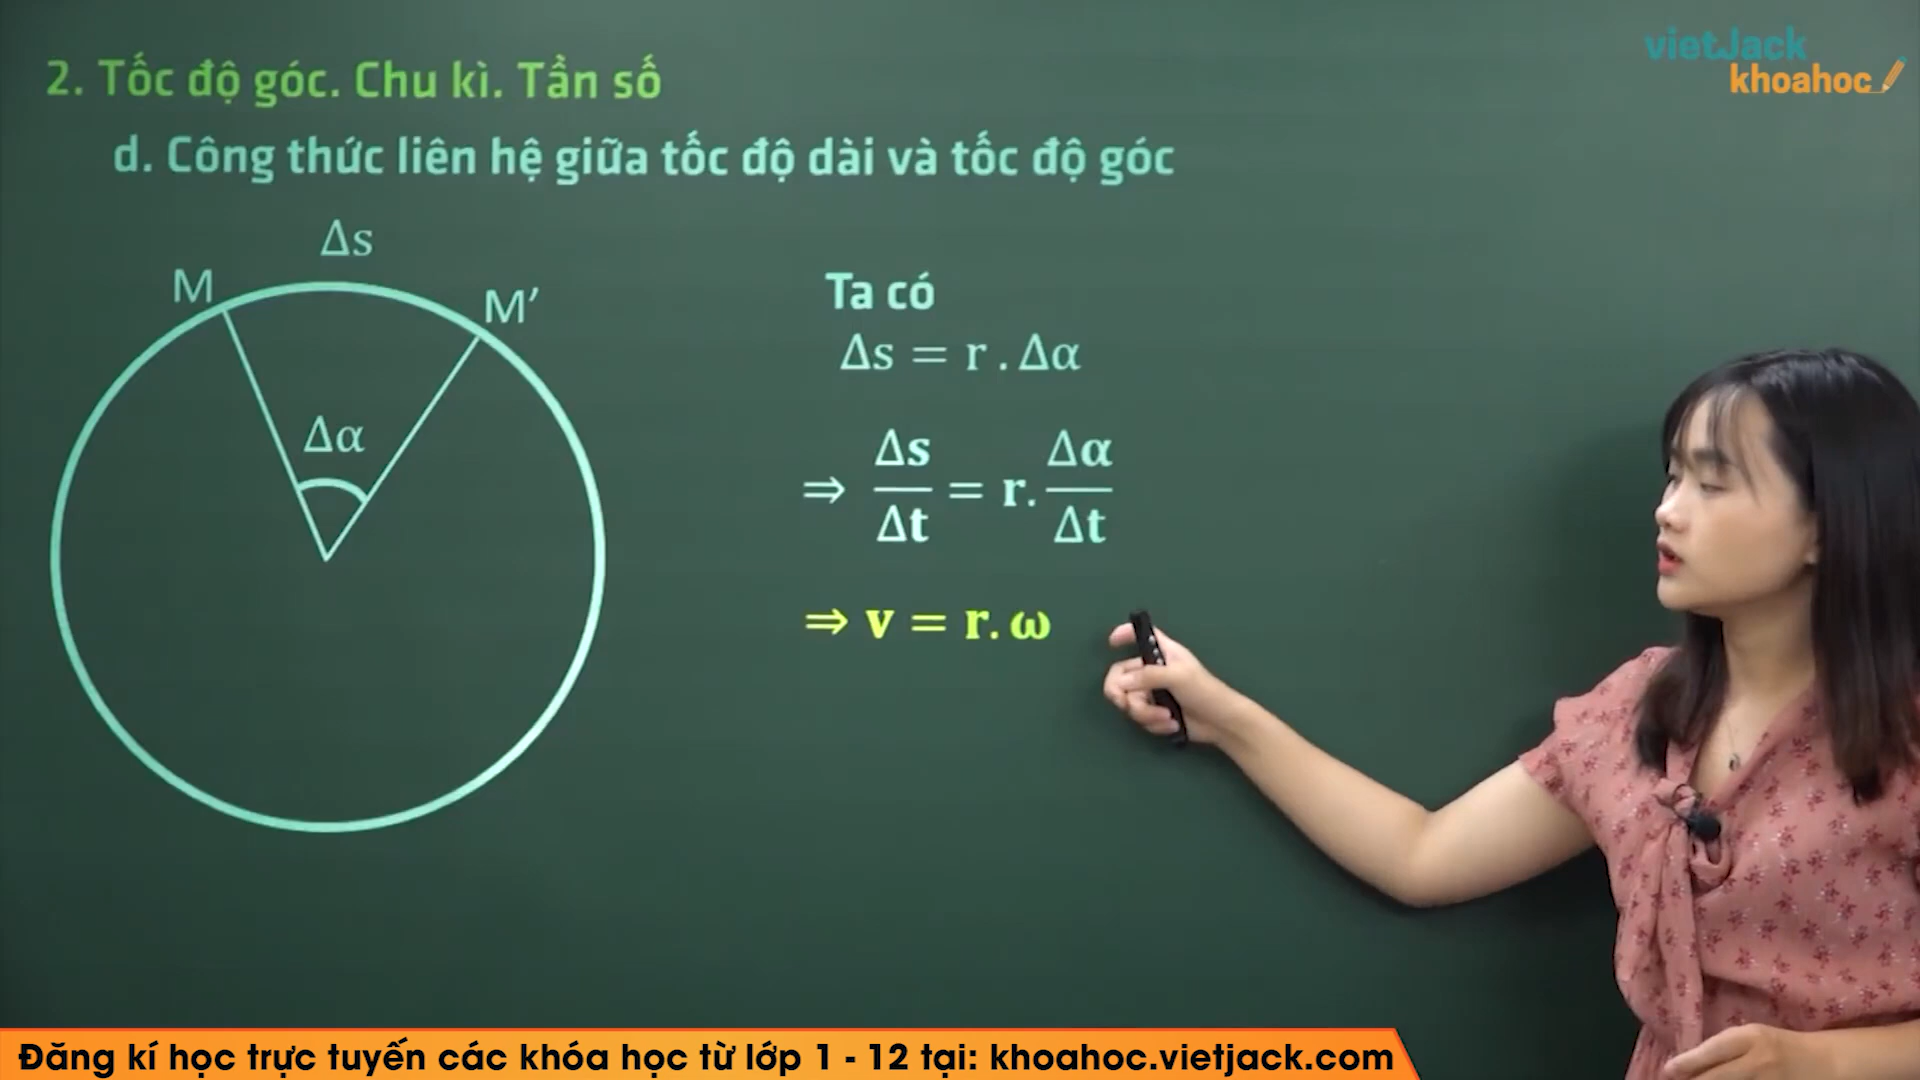 vietJack
khoahoc
2. Tốc độ góc. Chu kì. Tần số
d. Công thức liên hệ giữa tốc độ dài và tốc độ góc
Δs
M
M′
Δα
Ta có
Δs = r . Δα
⇒ Δs/Δt = r. Δα/Δt
⇒ v = r. ω
Đăng kí học trực tuyến các khóa học từ lớp 1 - 12 tại: khoahoc.vietjack.com